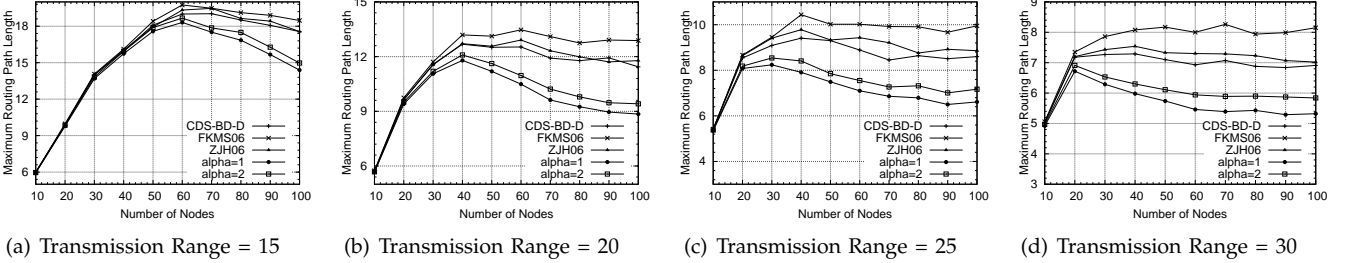 Maximum Routing Path Length
18
15
12
9
6
10 20 30 40 50 60 70 80 90 100
Number of Nodes
CDS-BD-D
FKMS06
ZJH06
alpha=1
alpha=2
(a) Transmission Range = 15
Maximum Routing Path Length
15
12
9
6
10 20 30 40 50 60 70 80 90 100
Number of Nodes
CDS-BD-D
FKMS06
ZJH06
alpha=1
alpha=2
(b) Transmission Range = 20
Maximum Routing Path Length
10
8
6
4
10 20 30 40 50 60 70 80 90 100
Number of Nodes
CDS-BD-D
FKMS06
ZJH06
alpha=1
alpha=2
(c) Transmission Range = 25
Maximum Routing Path Length
9
8
7
6
5
4
3
10 20 30 40 50 60 70 80 90 100
Number of Nodes
CDS-BD-D
FKMS06
ZJH06
alpha=1
alpha=2
(d) Transmission Range = 30